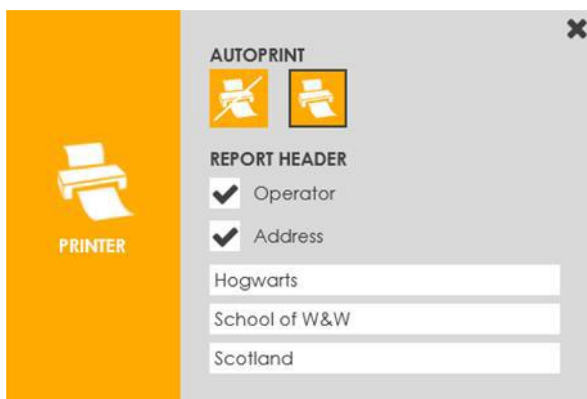 AUTOPRINT
REPORT HEADER
Operator
Address
PRINTER
Hogwarts
School of W&W
Scotland